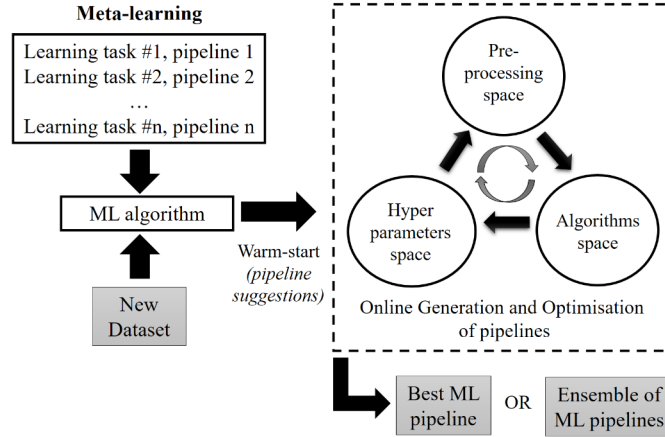 Meta-learning
Learning task #1, pipeline 1
Learning task #2, pipeline 2
…
Learning task #n, pipeline n
ML algorithm
New
Dataset
Warm-start
(pipeline
suggestions)
Pre-
processing
space
Hyper
parameters
space
Algorithms
space
Online Generation and Optimisation
of pipelines
Best ML
pipeline
OR
Ensemble of
ML pipelines